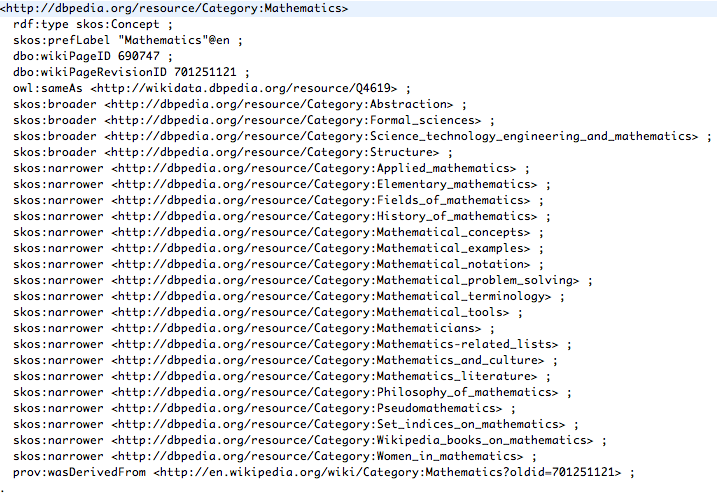 <http://dbpedia.org/resource/Category:Mathematics>
rdf:type skos:Concept ;
skos:prefLabel "Mathematics"@en ;
dbo:wikiPageID 690747 ;
dbo:wikiPageRevisionID 701251121 ;
owl:sameAs <http://wikidata.dbpedia.org/resource/Q4619> ;
skos:broader <http://dbpedia.org/resource/Category:Abstraction> ;
skos:broader <http://dbpedia.org/resource/Category:Formal_sciences> ;
skos:broader <http://dbpedia.org/resource/Category:Science_technology_engineering_and_mathematics> ;
skos:broader <http://dbpedia.org/resource/Category:Structure> ;
skos:narrower <http://dbpedia.org/resource/Category:Applied_mathematics> ;
skos:narrower <http://dbpedia.org/resource/Category:Elementary_mathematics> ;
skos:narrower <http://dbpedia.org/resource/Category:Fields_of_mathematics> ;
skos:narrower <http://dbpedia.org/resource/Category:History_of_mathematics> ;
skos:narrower <http://dbpedia.org/resource/Category:Mathematical_concepts> ;
skos:narrower <http://dbpedia.org/resource/Category:Mathematical_examples> ;
skos:narrower <http://dbpedia.org/resource/Category:Mathematical_notation> ;
skos:narrower <http://dbpedia.org/resource/Category:Mathematical_problem_solving> ;
skos:narrower <http://dbpedia.org/resource/Category:Mathematical_terminology> ;
skos:narrower <http://dbpedia.org/resource/Category:Mathematical_tools> ;
skos:narrower <http://dbpedia.org/resource/Category:Mathematicians> ;
skos:narrower <http://dbpedia.org/resource/Category:Mathematics-related_lists> ;
skos:narrower <http://dbpedia.org/resource/Category:Mathematics_and_culture> ;
skos:narrower <http://dbpedia.org/resource/Category:Mathematics_literature> ;
skos:narrower <http://dbpedia.org/resource/Category:Philosophy_of_mathematics> ;
skos:narrower <http://dbpedia.org/resource/Category:Pseudomathematics> ;
skos:narrower <http://dbpedia.org/resource/Category:Set_indices_on_mathematics> ;
skos:narrower <http://dbpedia.org/resource/Category:Wikipedia_books_on_mathematics> ;
skos:narrower <http://dbpedia.org/resource/Category:Women_in_mathematics> ;
prov:wasDerivedFrom <http://en.wikipedia.org/wiki/Category:Mathematics?oldid=701251121> ;
.